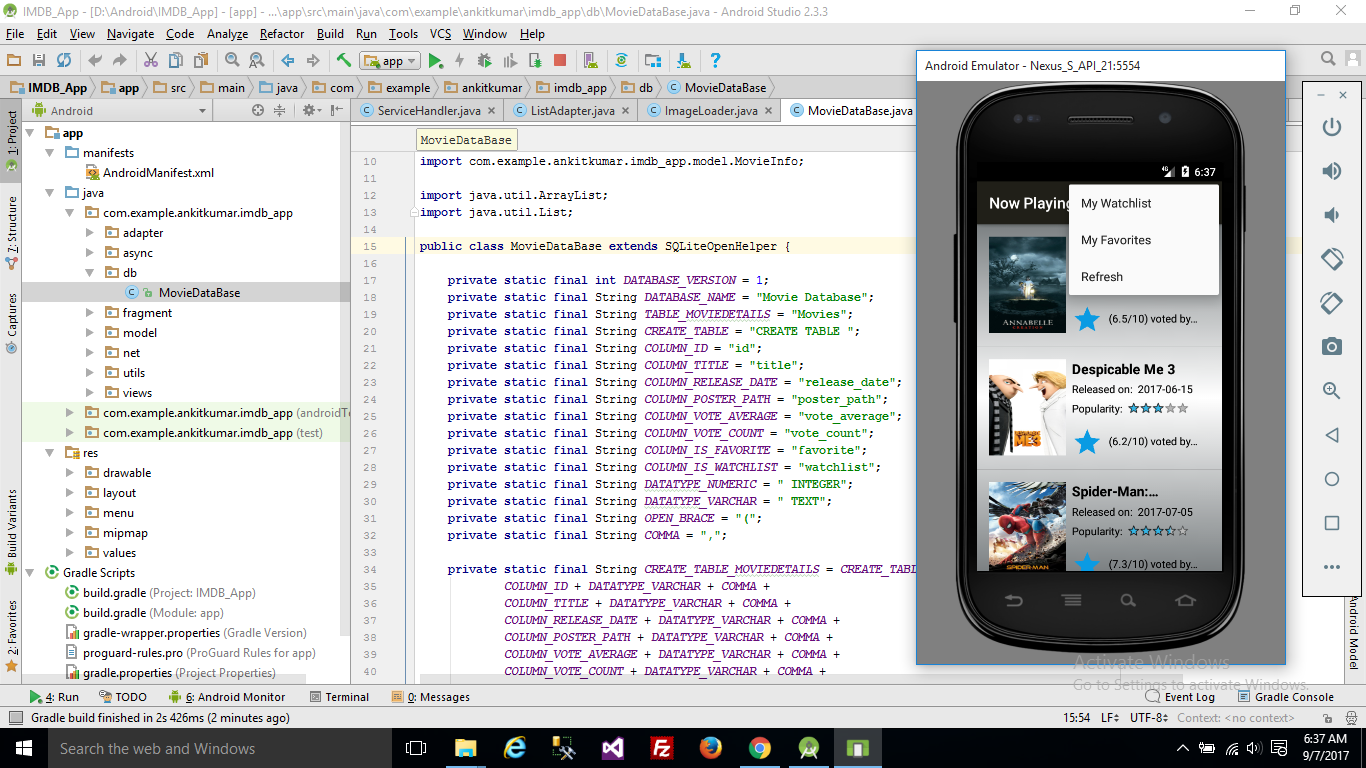 IMDB_App - [D:\Android\IMDB_App] - [app] - ...\app\src\main\java\com\example\ankitkumar\imdb_app\db\MovieDataBase.java - Android Studio 2.3.3
File Edit View Navigate Code Analyze Refactor Build Run Tools VCS Window Help
app
IMDB_App app src main java com example ankitkumar imdb_app db MovieDataBase
Android
ServiceHandler.java ListAdapter.java ImageLoader.java MovieDataBase.java
1: Project
7: Structure
Captures
Build Variants
2: Favorites
app
manifests
AndroidManifest.xml
java
com.example.ankitkumar.imdb_app
adapter
async
db
MovieDataBase
fragment
model
net
utils
views
com.example.ankitkumar.imdb_app (androidTe
com.example.ankitkumar.imdb_app (test)
res
drawable
layout
menu
mipmap
values
Gradle Scripts
build.gradle (Project: IMDB_App)
build.gradle (Module: app)
gradle-wrapper.properties (Gradle Version)
proguard-rules.pro (ProGuard Rules for app)
gradle.properties (Project Properties)
MovieDataBase
10 import com.example.ankitkumar.imdb_app.model.MovieInfo;
11
12 import java.util.ArrayList;
13 import java.util.List;
14
15 public class MovieDataBase extends SQLiteOpenHelper {
16
17 private static final int DATABASE_VERSION = 1;
18 private static final String DATABASE_NAME = "Movie Database";
19 private static final String TABLE_MOVIEDETAILS = "Movies";
20 private static final String CREATE_TABLE = "CREATE TABLE ";
21 private static final String COLUMN_ID = "id";
22 private static final String COLUMN_TITLE = "title";
23 private static final String COLUMN_RELEASE_DATE = "release_date";
24 private static final String COLUMN_POSTER_PATH = "poster_path";
25 private static final String COLUMN_VOTE_AVERAGE = "vote_average";
26 private static final String COLUMN_VOTE_COUNT = "vote_count";
27 private static final String COLUMN_IS_FAVORITE = "favorite";
28 private static final String COLUMN_IS_WATCHLIST = "watchlist";
29 private static final String DATATYPE_NUMERIC = " INTEGER";
30 private static final String DATATYPE_VARCHAR = " TEXT";
31 private static final String OPEN_BRACE = "(";
32 private static final String COMMA = ",";
33
34 private static final String CREATE_TABLE_MOVIEDETAILS = CREATE_TABL
35 COLUMN_ID + DATATYPE_VARCHAR + COMMA +
36 COLUMN_TITLE + DATATYPE_VARCHAR + COMMA +
37 COLUMN_RELEASE_DATE + DATATYPE_VARCHAR + COMMA +
38 COLUMN_POSTER_PATH + DATATYPE_VARCHAR + COMMA +
39 COLUMN_VOTE_AVERAGE + DATATYPE_VARCHAR + COMMA +
40 COLUMN_VOTE_COUNT + DATATYPE_VARCHAR + COMMA +
Android Emulator - Nexus_S_API_21:5554
4G 6:37
Now Playing
My Watchlist
My Favorites
Refresh
ANNABELLE
CREATION
(6.5/10) voted by...
ME3
Despicable Me 3
Released on: 2017-06-15
Popularity:
(6.2/10) voted by...
SPIDER-MAN
Spider-Man:...
Released on: 2017-07-05
Popularity:
(7.3/10) voted by...
Android Model
Activate Windows
Go to Settings to activate Windows.
4: Run TODO 6: Android Monitor Terminal 0: Messages Event Log Gradle Console
Gradle build finished in 2s 426ms (2 minutes ago) 15:54 LF UTF-8 Context: <no context>
Search the web and Windows
6:37 AM
9/7/2017